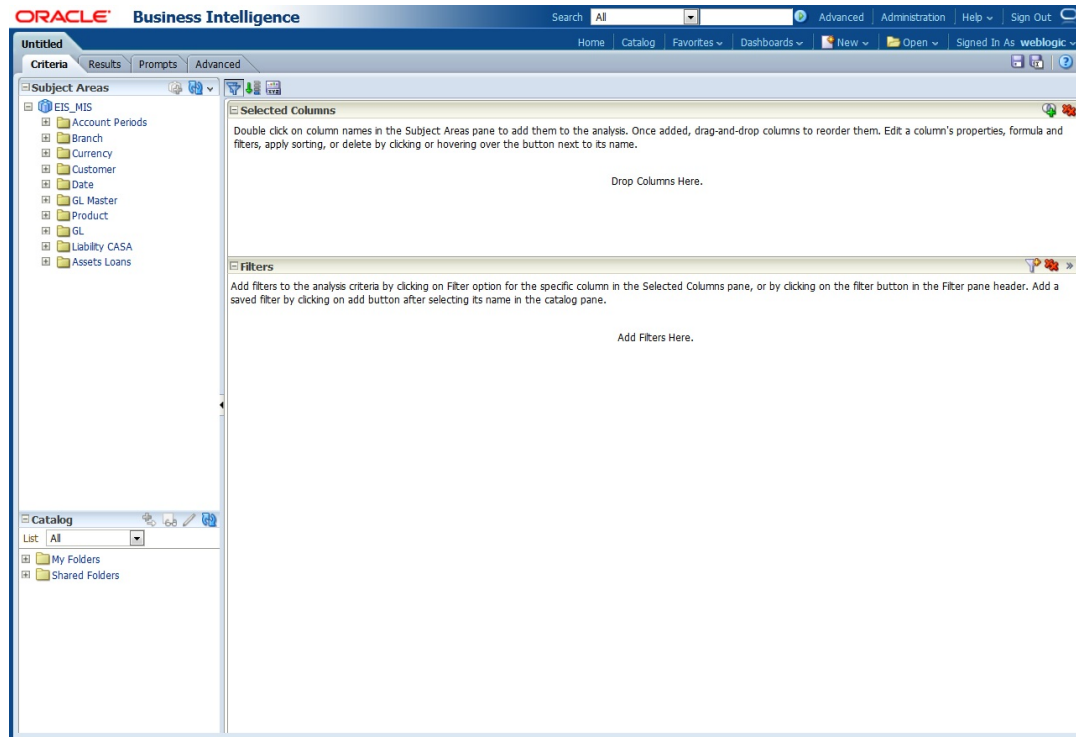 ORACLE Business Intelligence
Search All Advanced Administration Help Sign Out
Untitled
Home Catalog Favorites Dashboards New Open Signed In As weblogic
Criteria Results Prompts Advanced
Subject Areas
EIS_MIS
Account Periods
Branch
Currency
Customer
Date
GL Master
Product
GL
Liability CASA
Assets Loans
Selected Columns
Double click on column names in the Subject Areas pane to add them to the analysis. Once added, drag-and-drop columns to reorder them. Edit a column's properties, formula and
filters, apply sorting, or delete by clicking or hovering over the button next to its name.
Drop Columns Here.
Filters
Add filters to the analysis criteria by clicking on Filter option for the specific column in the Selected Columns pane, or by clicking on the filter button in the Filter pane header. Add a
saved filter by clicking on add button after selecting its name in the catalog pane.
Add Filters Here.
Catalog
List All
My Folders
Shared Folders